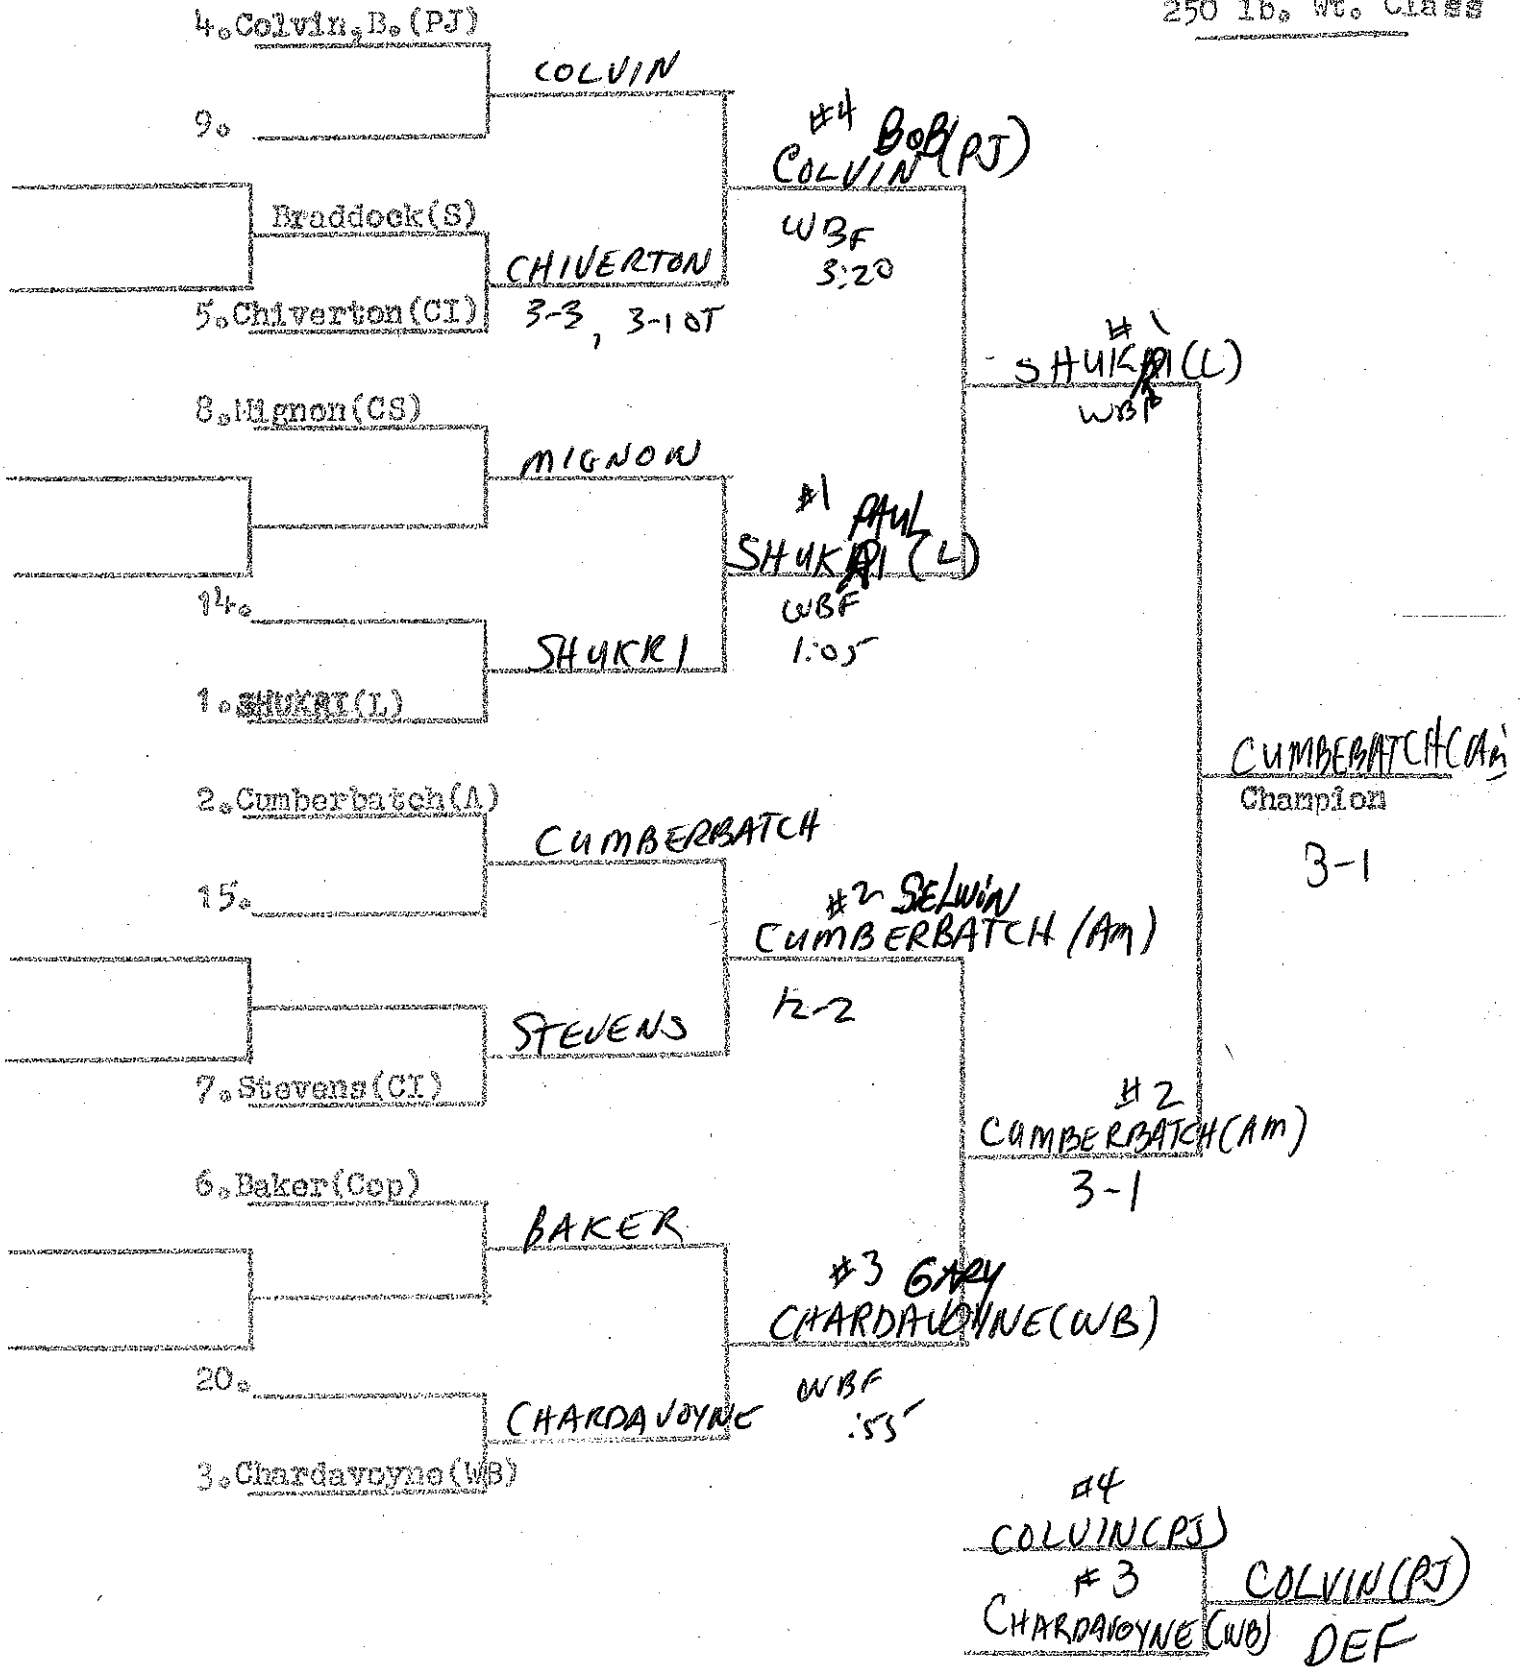 250 lb. Wt. Class
4. Colvin, B. (PJ)
COLVIN
9.
#4 BOB
COLVIN (PJ)
WBF
3:20
Braddock(S)
CHIVERTON
3-3, 3-1 OT
5. Chiverton(CI)
#1
SHUKRI (L)
WBF
8. Mignon(CS)
MIGNON
#1 PAUL
SHUKRI (L)
WBF
1:05
14.
SHUKRI
1. SHUKRI(L)
CUMBEBATCH(Am
Champion
3-1
2. Cumberbatch(A)
CUMBERBATCH
15.
#2 SELWIN
CUMBERBATCH (Am)
12-2
STEVENS
7. Stevens(CI)
#2
CUMBERBATCH(AM)
3-1
6. Baker(Cop)
BAKER
#3 GARY
CHARDAVOYNE(WB)
WBF
:55
20.
CHARDAVOYNE
3. Chardavoyne(WB)
#4
COLVIN(PJ)
#3
CHARDAVOYNE(WB)
COLVIN(PJ)
DEF